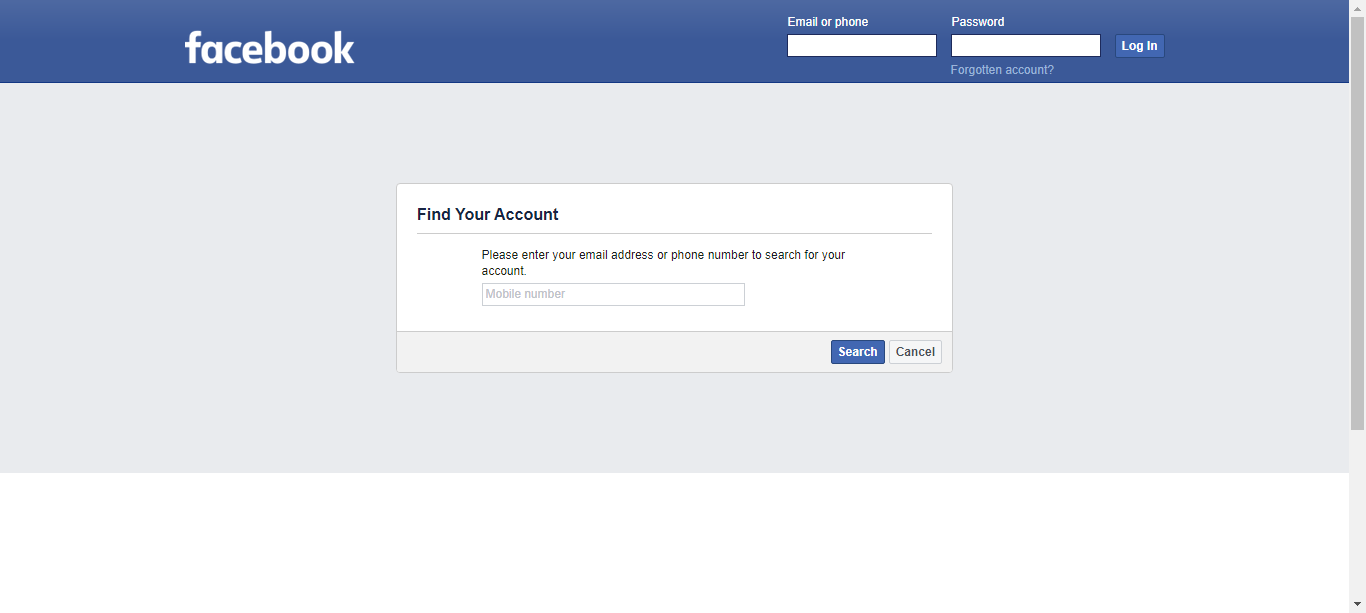 facebook
Email or phone
Password
Log In
Forgotten account?
Find Your Account
Please enter your email address or phone number to search for your
account.
Mobile number
Search
Cancel